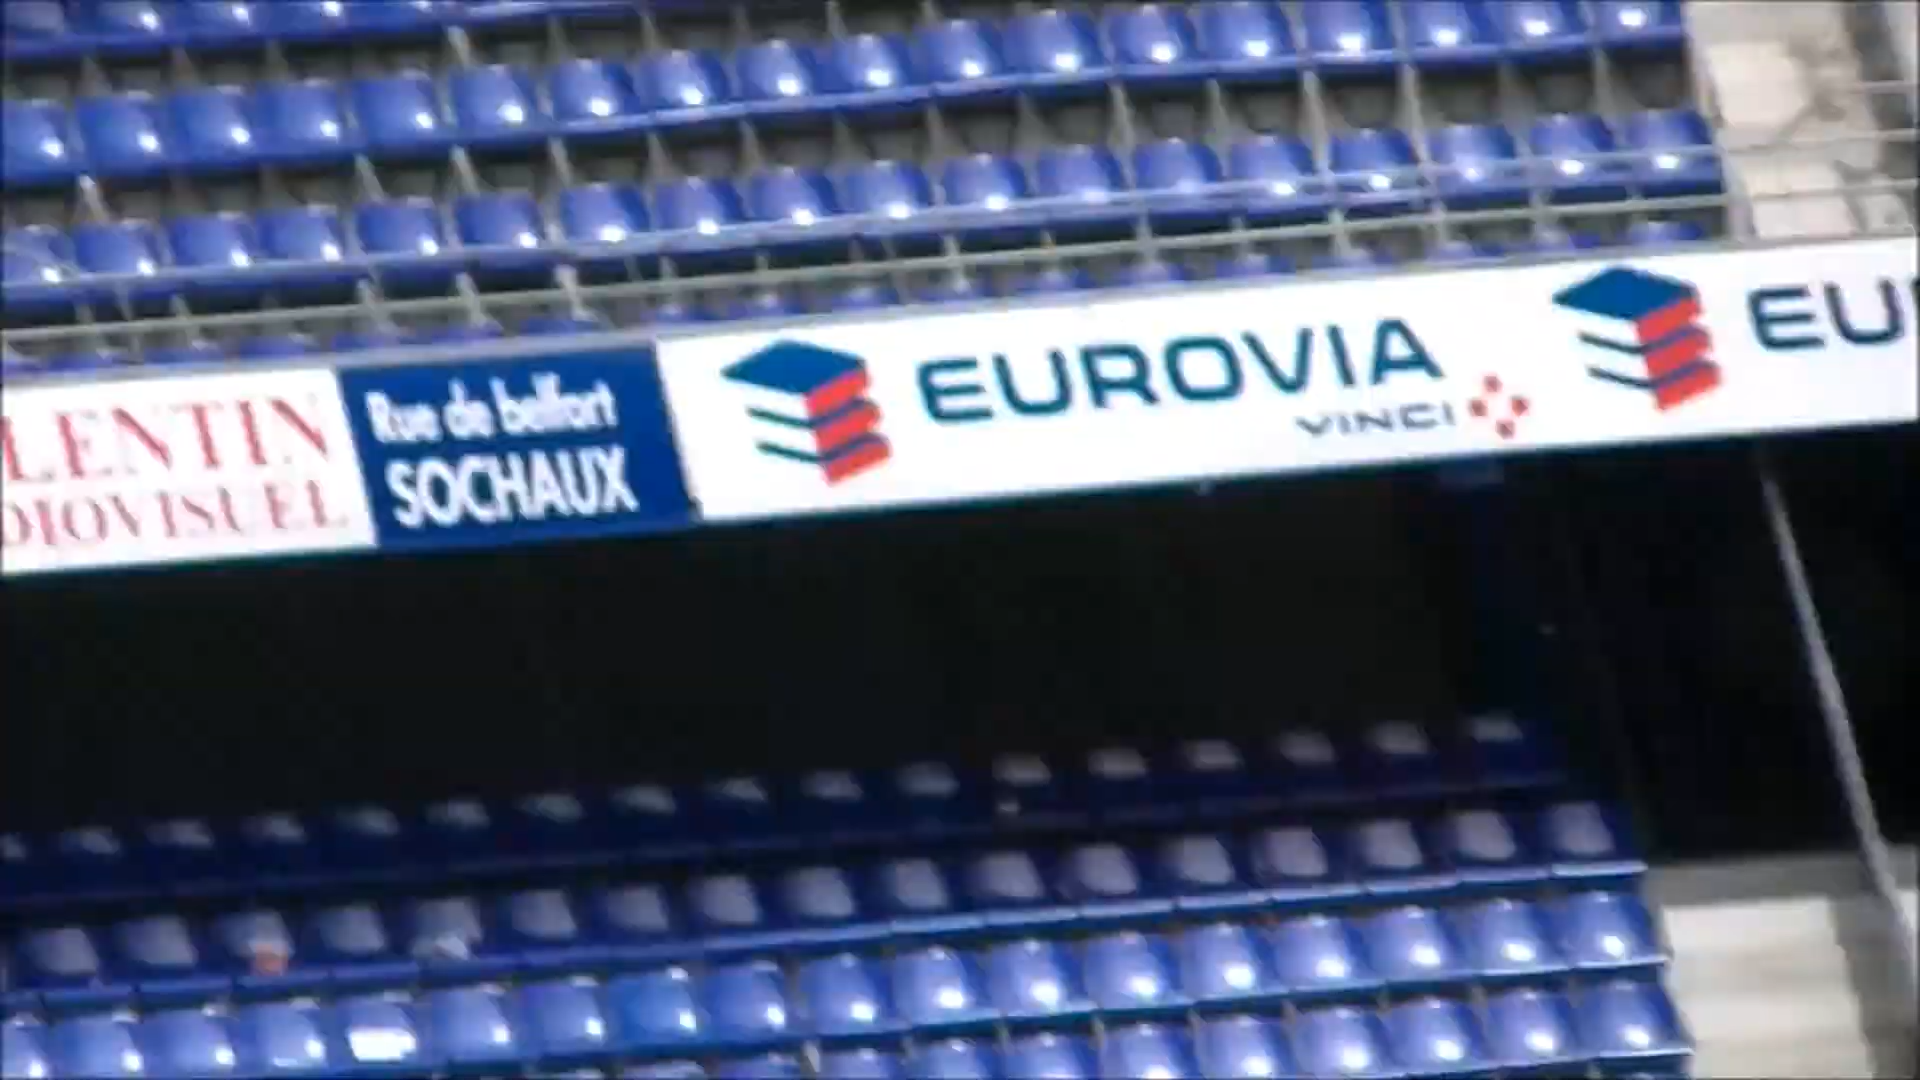 LENTIN
DIOVISUEL
Rue de belfort
SOCHAUX
EUROVIA
VINCI
EU